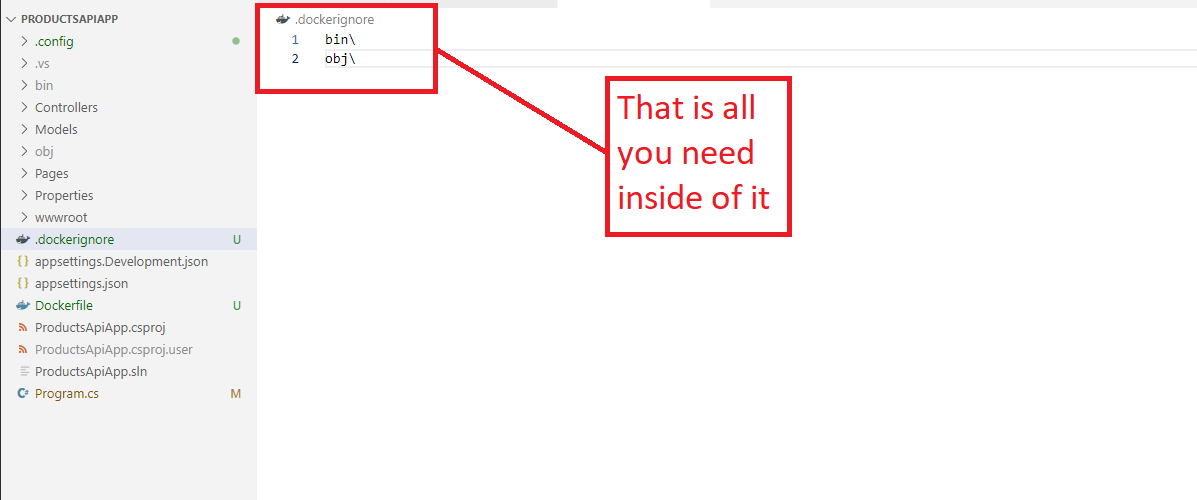 PRODUCTSAPIAPP
.config
.vs
bin
Controllers
Models
obj
Pages
Properties
wwwroot
.dockerignore U
appsettings.Development.json
appsettings.json
Dockerfile U
ProductsApiApp.csproj
ProductsApiApp.csproj.user
ProductsApiApp.sln
Program.cs M
.dockerignore
1 bin\
2 obj\
That is all
you need
inside of it